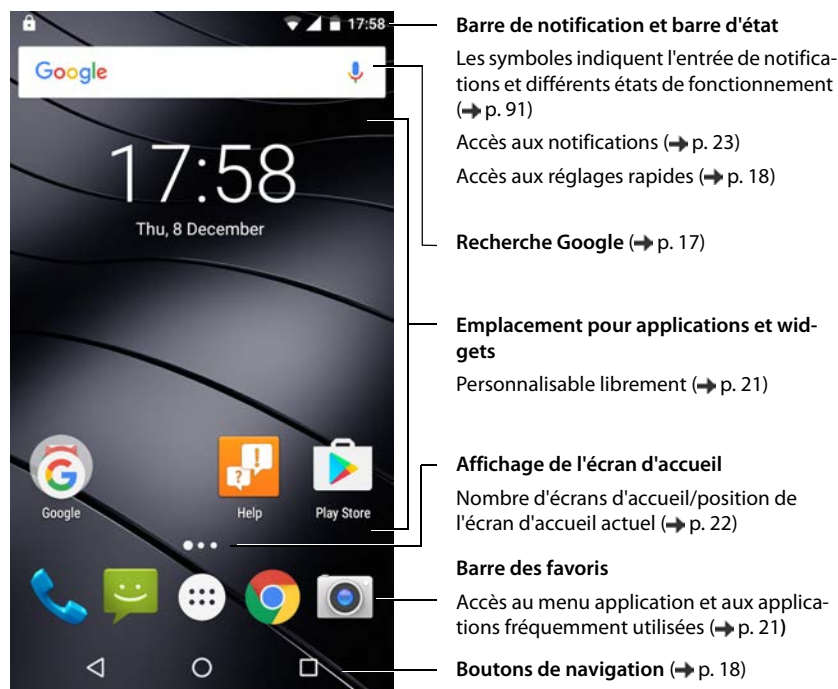 17:58
Google
17:58
Thu, 8 December
Google
Help
Play Store
Barre de notification et barre d'état
Les symboles indiquent l'entrée de notifica-
tions et différents états de fonctionnement
(➔ p. 91)
Accès aux notifications (➔ p. 23)
Accès aux réglages rapides (➔ p. 18)
Recherche Google (➔ p. 17)
Emplacement pour applications et wid-
gets
Personnalisable librement (➔ p. 21)
Affichage de l'écran d'accueil
Nombre d'écrans d'accueil/position de
l'écran d'accueil actuel (➔ p. 22)
Barre des favoris
Accès au menu application et aux applica-
tions fréquemment utilisées (➔ p. 21)
Boutons de navigation (➔ p. 18)